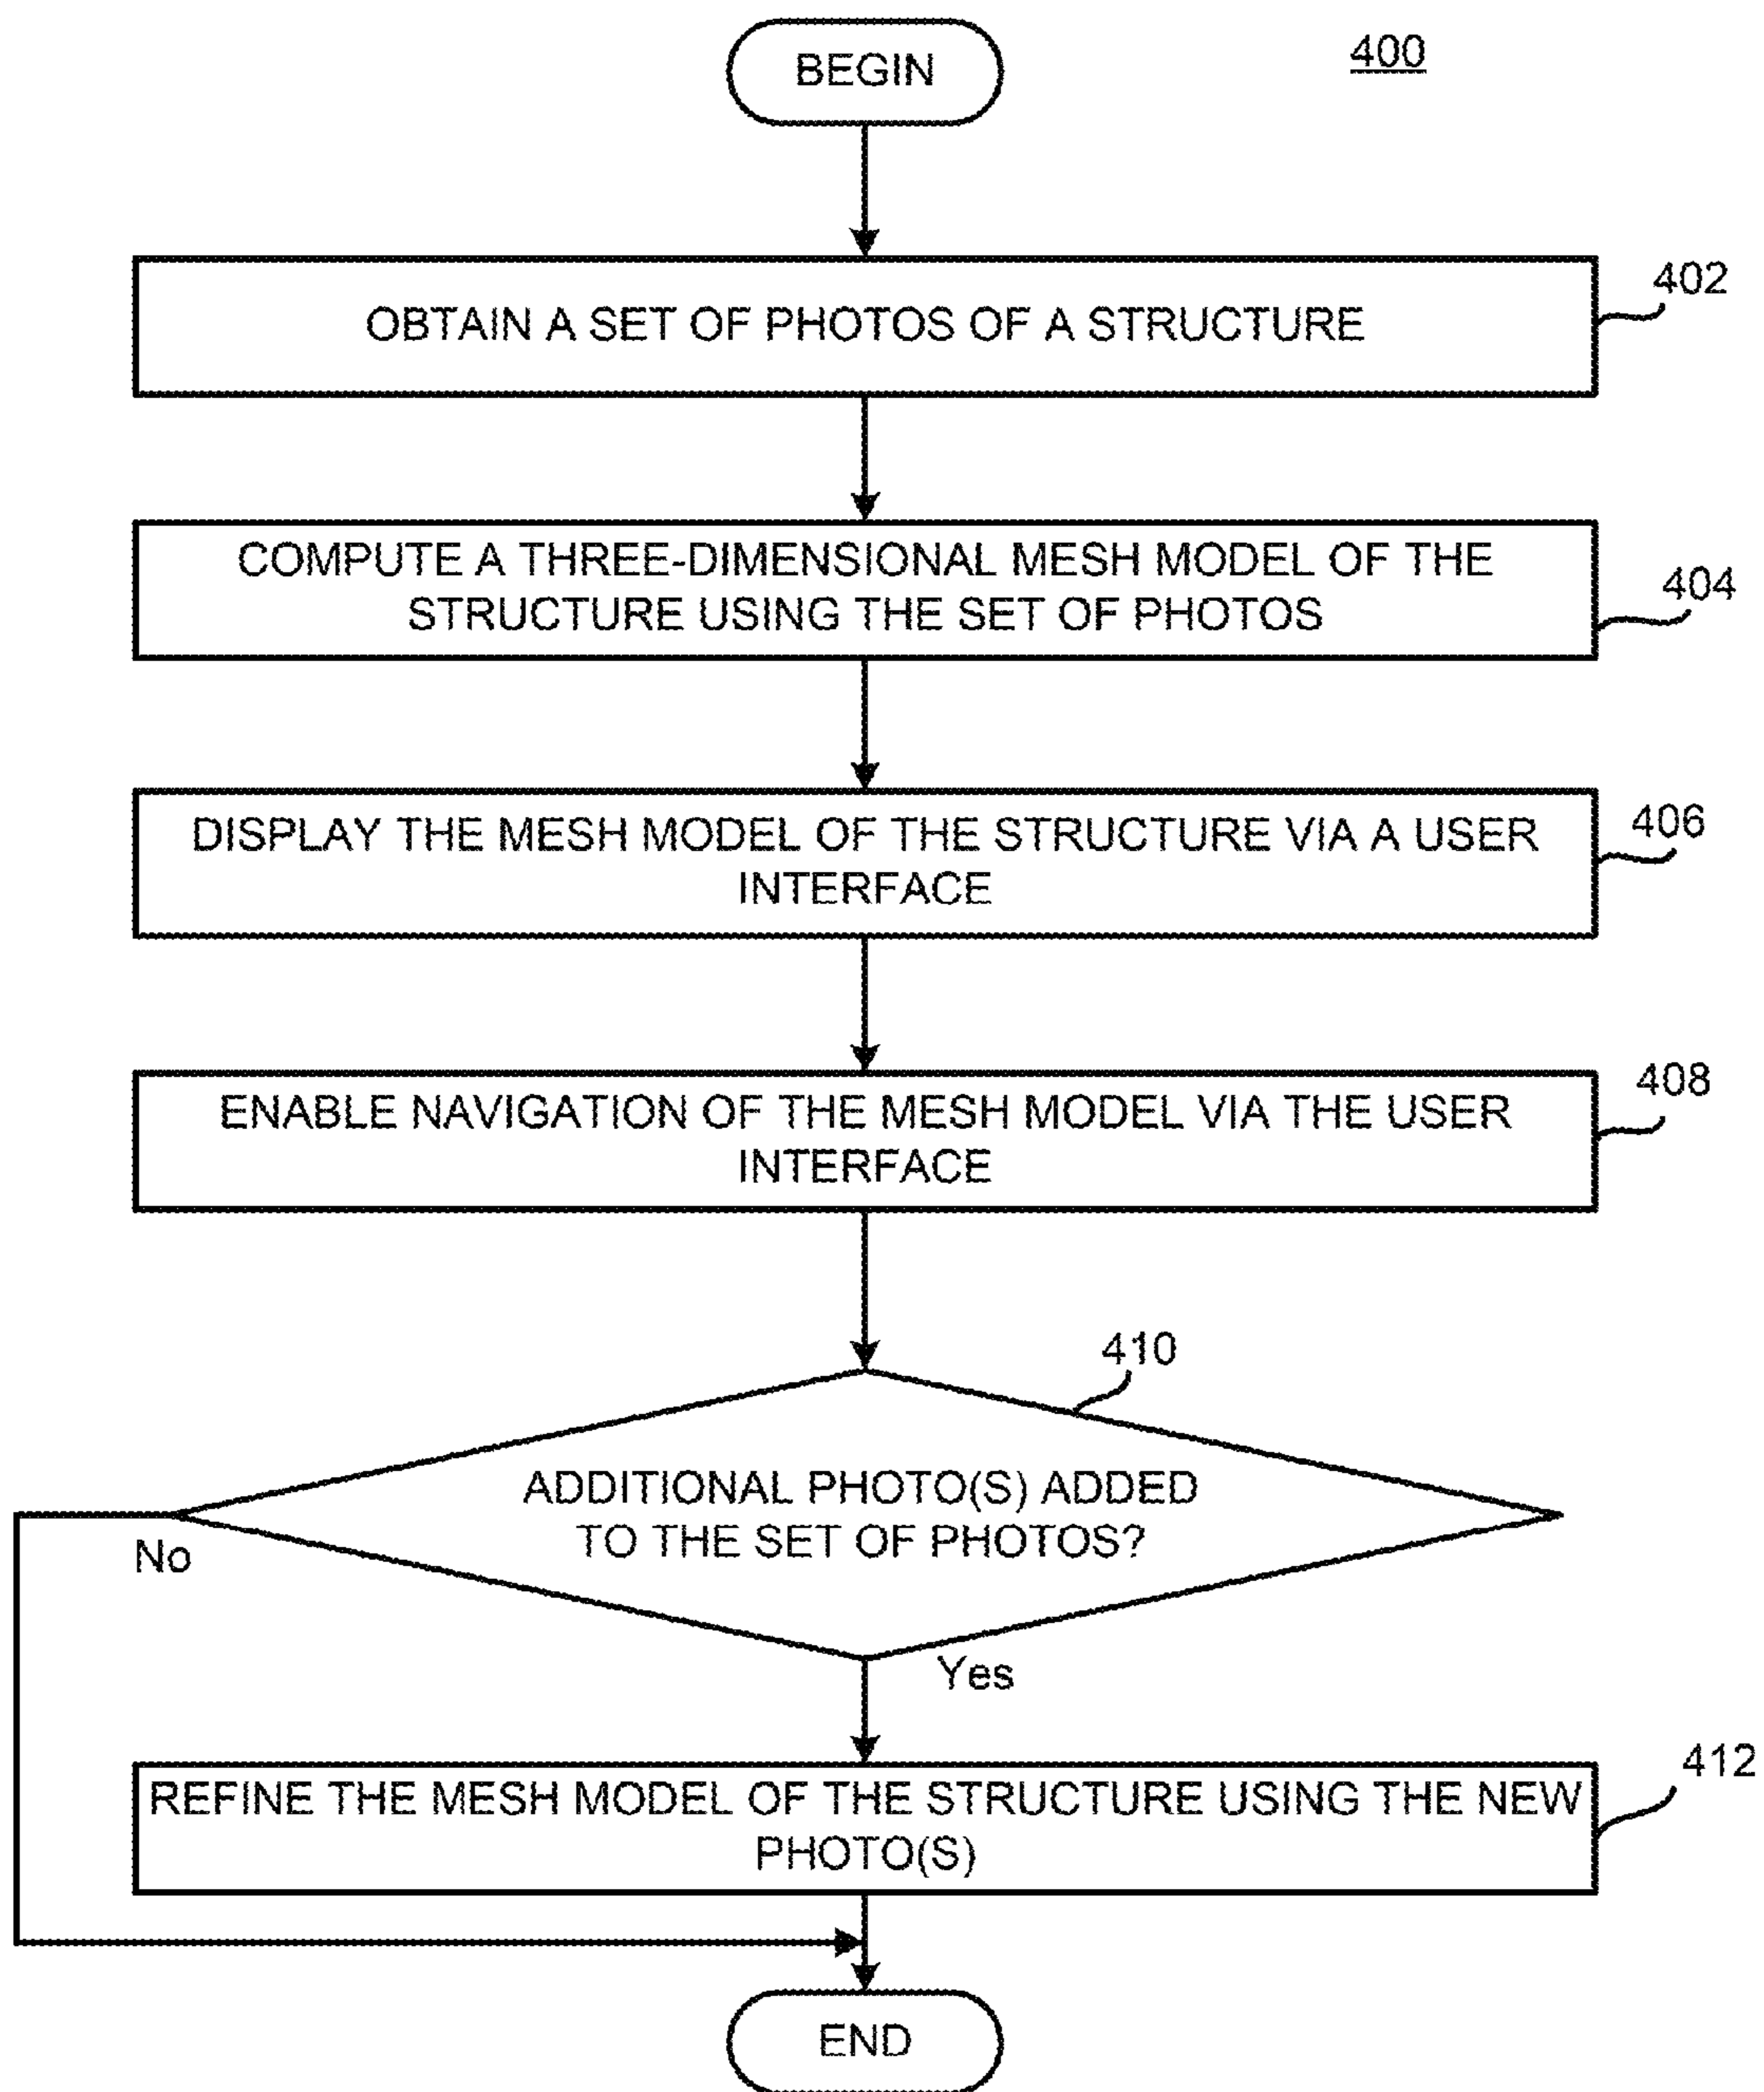 BEGIN
400
OBTAIN A SET OF PHOTOS OF A STRUCTURE
402
COMPUTE A THREE-DIMENSIONAL MESH MODEL OF THE
STRUCTURE USING THE SET OF PHOTOS
404
DISPLAY THE MESH MODEL OF THE STRUCTURE VIA A USER
INTERFACE
406
ENABLE NAVIGATION OF THE MESH MODEL VIA THE USER
INTERFACE
408
410
ADDITIONAL PHOTO(S) ADDED
TO THE SET OF PHOTOS?
No
Yes
REFINE THE MESH MODEL OF THE STRUCTURE USING THE NEW
PHOTO(S)
412
END